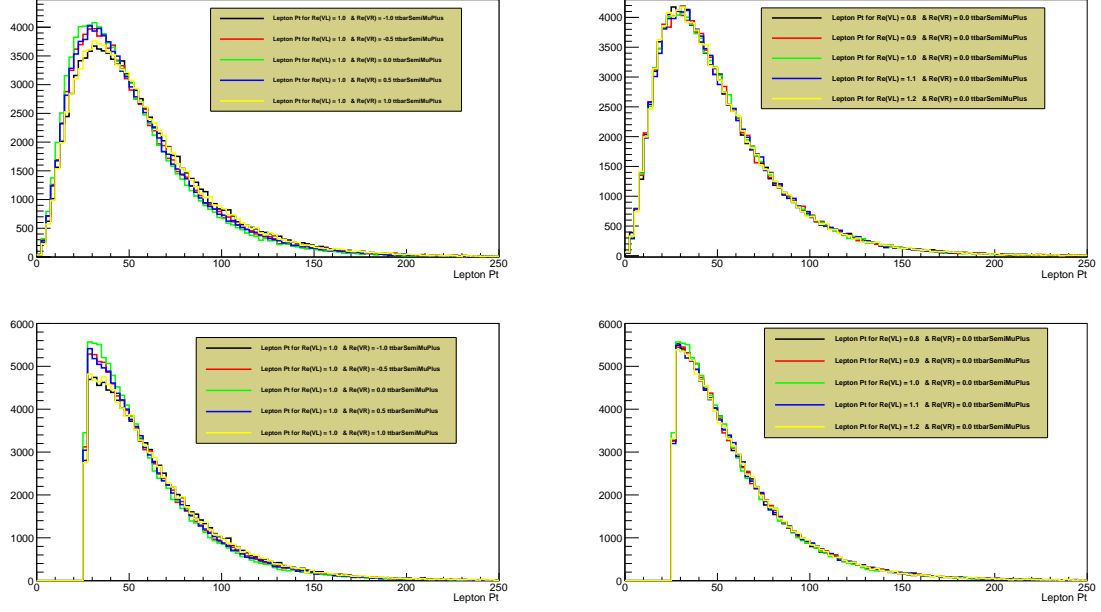 4000
3500
3000
2500
2000
1500
1000
500
0
0 50 100 150 200 250
Lepton Pt
Lepton Pt for Re(VL) = 1.0 & Re(VR) = -1.0 ttbarSemiMuPlus
Lepton Pt for Re(VL) = 1.0 & Re(VR) = -0.5 ttbarSemiMuPlus
Lepton Pt for Re(VL) = 1.0 & Re(VR) = 0.0 ttbarSemiMuPlus
Lepton Pt for Re(VL) = 1.0 & Re(VR) = 0.5 ttbarSemiMuPlus
Lepton Pt for Re(VL) = 1.0 & Re(VR) = 1.0 ttbarSemiMuPlus
4000
3500
3000
2500
2000
1500
1000
500
0
0 50 100 150 200 250
Lepton Pt
Lepton Pt for Re(VL) = 0.8 & Re(VR) = 0.0 ttbarSemiMuPlus
Lepton Pt for Re(VL) = 0.9 & Re(VR) = 0.0 ttbarSemiMuPlus
Lepton Pt for Re(VL) = 1.0 & Re(VR) = 0.0 ttbarSemiMuPlus
Lepton Pt for Re(VL) = 1.1 & Re(VR) = 0.0 ttbarSemiMuPlus
Lepton Pt for Re(VL) = 1.2 & Re(VR) = 0.0 ttbarSemiMuPlus
6000
5000
4000
3000
2000
1000
0
0 50 100 150 200 250
Lepton Pt
Lepton Pt for Re(VL) = 1.0 & Re(VR) = -1.0 ttbarSemiMuPlus
Lepton Pt for Re(VL) = 1.0 & Re(VR) = -0.5 ttbarSemiMuPlus
Lepton Pt for Re(VL) = 1.0 & Re(VR) = 0.0 ttbarSemiMuPlus
Lepton Pt for Re(VL) = 1.0 & Re(VR) = 0.5 ttbarSemiMuPlus
Lepton Pt for Re(VL) = 1.0 & Re(VR) = 1.0 ttbarSemiMuPlus
6000
5000
4000
3000
2000
1000
0
0 50 100 150 200 250
Lepton Pt
Lepton Pt for Re(VL) = 0.8 & Re(VR) = 0.0 ttbarSemiMuPlus
Lepton Pt for Re(VL) = 0.9 & Re(VR) = 0.0 ttbarSemiMuPlus
Lepton Pt for Re(VL) = 1.0 & Re(VR) = 0.0 ttbarSemiMuPlus
Lepton Pt for Re(VL) = 1.1 & Re(VR) = 0.0 ttbarSemiMuPlus
Lepton Pt for Re(VL) = 1.2 & Re(VR) = 0.0 ttbarSemiMuPlus